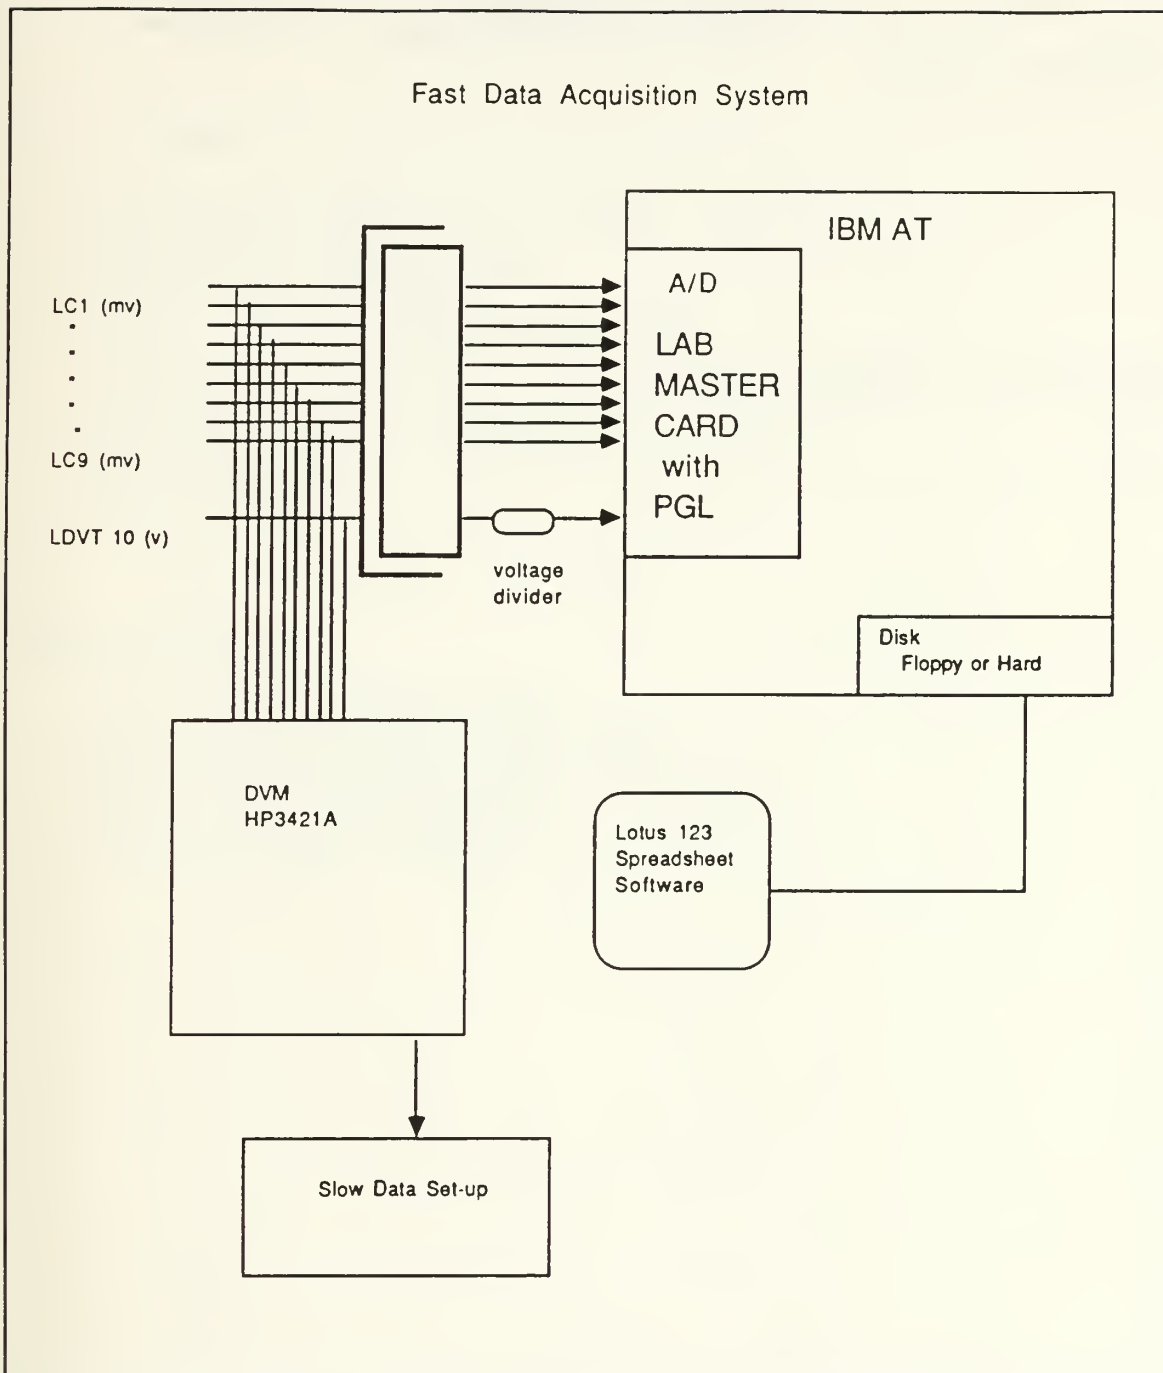 Fast Data Acquisition System
IBM AT
A/D
LAB
MASTER
CARD
with
PGL
LC1 (mv)
LC9 (mv)
LDVT 10 (v)
voltage
divider
Disk
Floppy or Hard
DVM
HP3421A
Lotus 123
Spreadsheet
Software
Slow Data Set-up